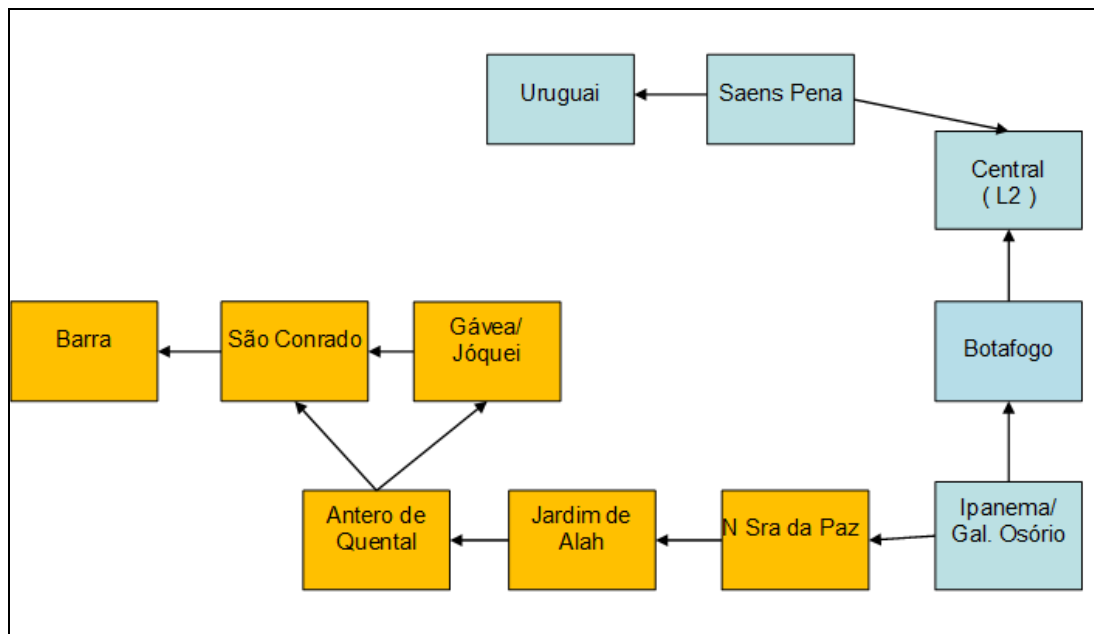 Uruguai
Saens Pena
Central
( L2 )
Barra
São Conrado
Gávea/
Jóquei
Botafogo
Antero de
Quental
Jardim de
Alah
N Sra da Paz
Ipanema/
Gal. Osório